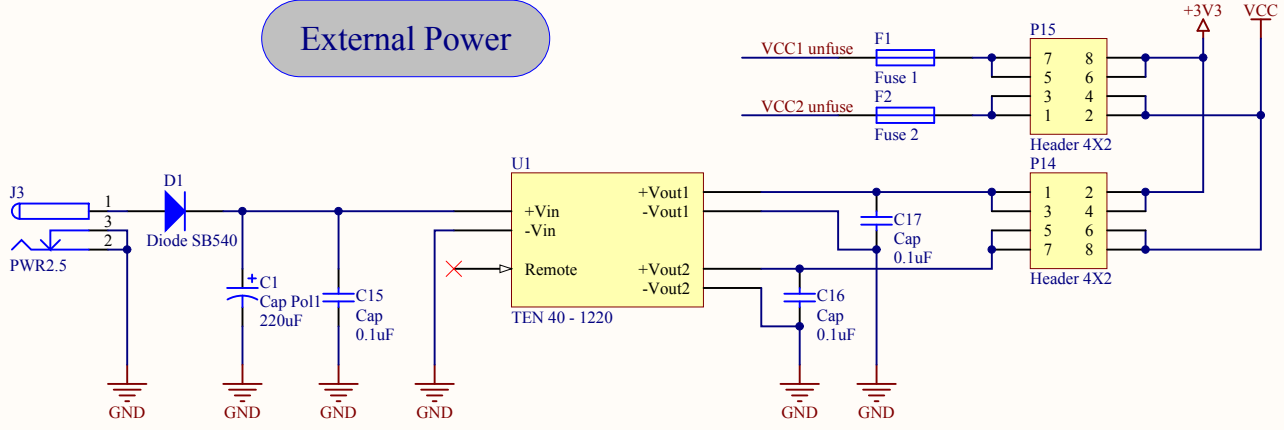 External Power
+3V3
VCC
P15
VCC1 unfuse
F1
Fuse 1
7
8
5
6
3
4
1
2
VCC2 unfuse
F2
Fuse 2
Header 4X2
P14
1
2
3
4
5
6
7
8
Header 4X2
J3
1
3
2
PWR2.5
D1
Diode SB540
+
C1
Cap Pol1
220uF
C15
Cap
0.1uF
U1
+Vin
-Vin
Remote
+Vout1
-Vout1
+Vout2
-Vout2
TEN 40 - 1220
C17
Cap
0.1uF
C16
Cap
0.1uF
GND
GND
GND
GND
GND
GND